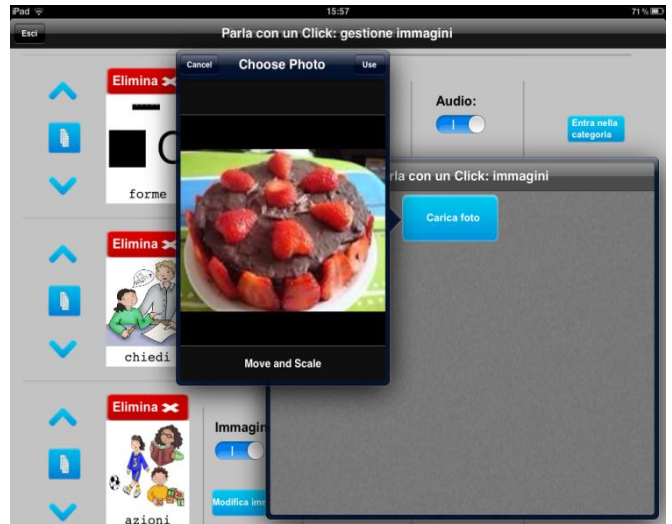 iPad 15:57 71 %
Esci Parla con un Click: gestione immagini
Cancel Choose Photo Use
Elimina
forme
Audio:
Entra nella
categoria
rla con un Click: immagini
Carica foto
Elimina
chiedi
Move and Scale
Elimina
azioni
Immagin
Modifica imm